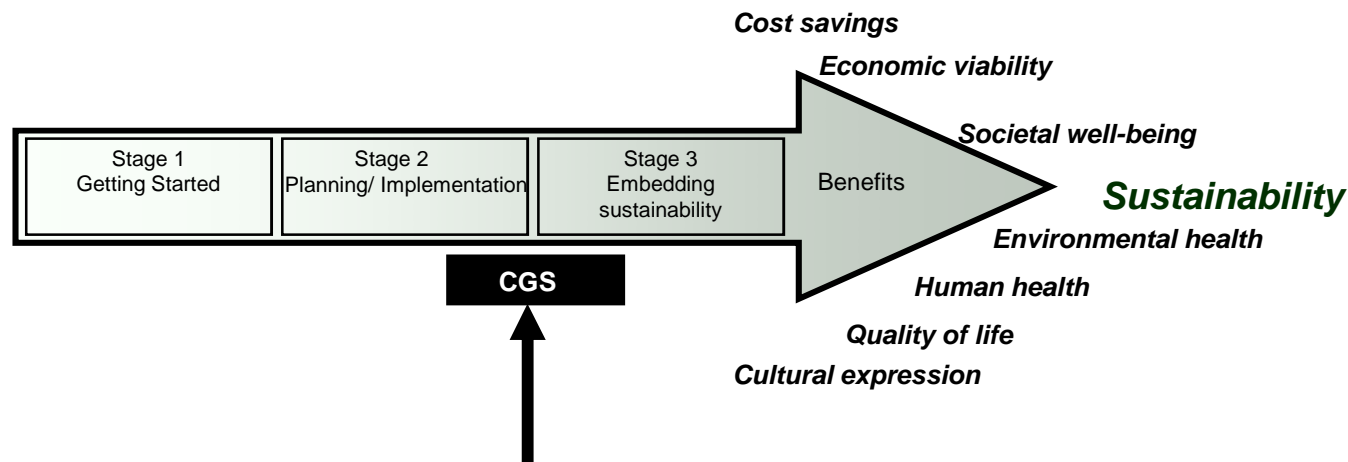 Cost savings
Economic viability
Societal well-being
Stage 1
Getting Started
Stage 2
Planning/ Implementation
Stage 3
Embedding
sustainability
Benefits
Sustainability
Environmental health
CGS
Human health
Quality of life
Cultural expression